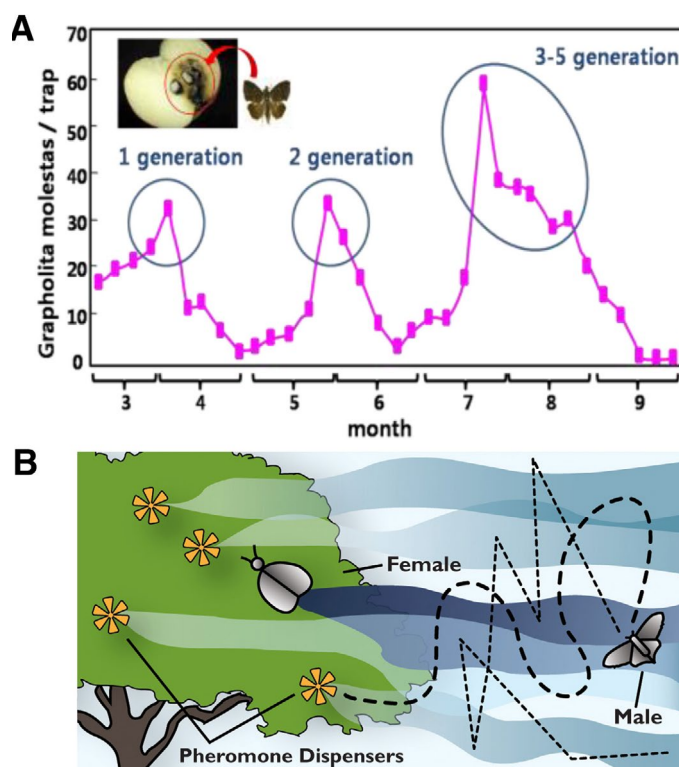 A
70
60
50
40
30
20
10
0
Grapholita molestas / trap
1 generation
2 generation
3-5 generation
3 4 5 6 7 8 9
month
B
Female
Male
Pheromone Dispensers